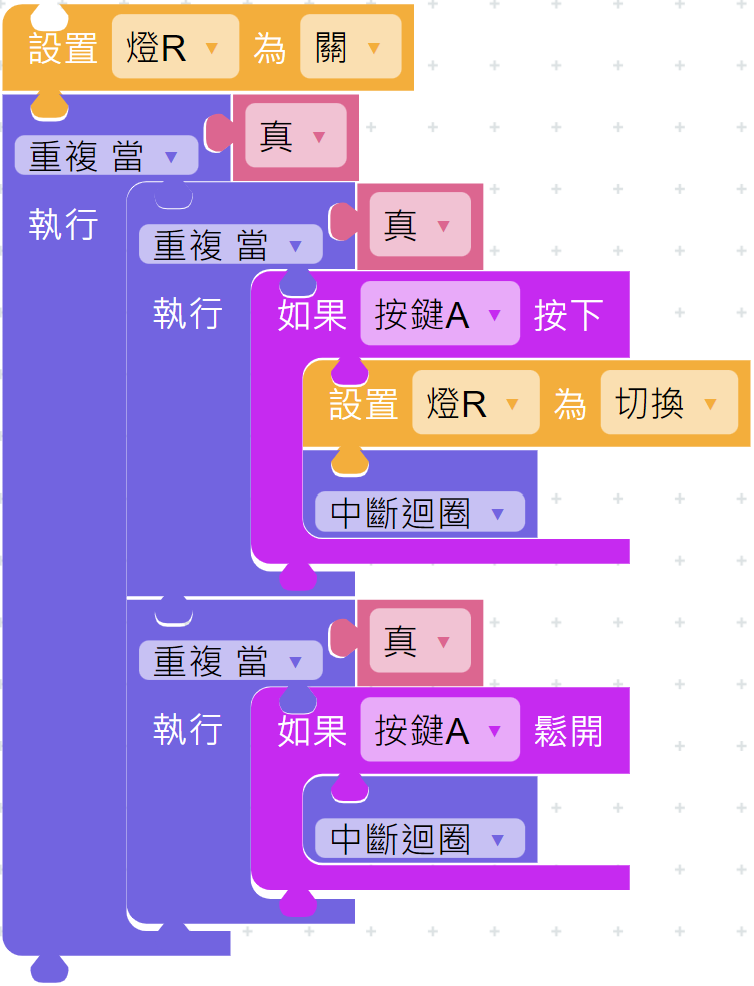 設置 燈R 為 關
重複 當 真
執行
重複 當 真
執行
如果 按鍵A 按下
設置 燈R 為 切換
中斷迴圈
重複 當 真
執行
如果 按鍵A 鬆開
中斷迴圈